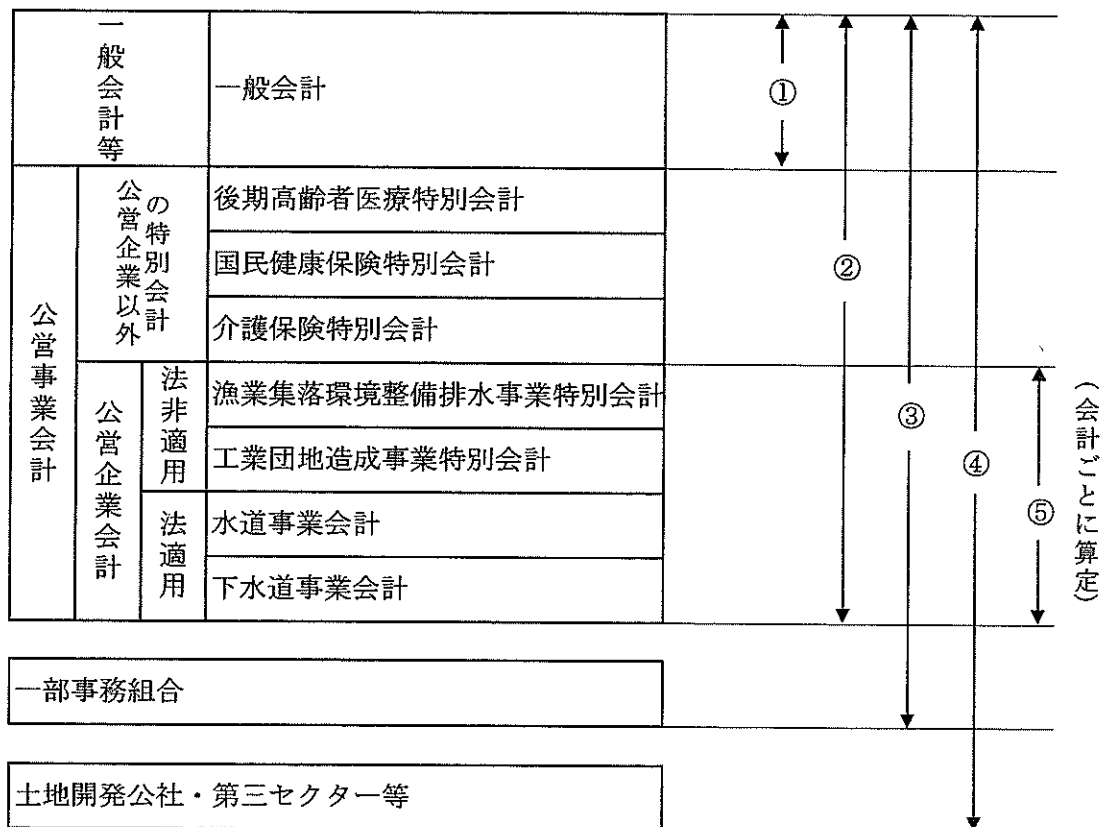 一般会計等
一般会計
①
②
③
④
⑤
公営事業会計
公営企業以外
の特別会計
後期高齢者医療特別会計
国民健康保険特別会計
介護保険特別会計
公営企業会計
法非適用
漁業集落環境整備排水事業特別会計
工業団地造成事業特別会計
法適用
水道事業会計
下水道事業会計
(会計ごとに算定)
一部事務組合
土地開発公社・第三セクター等